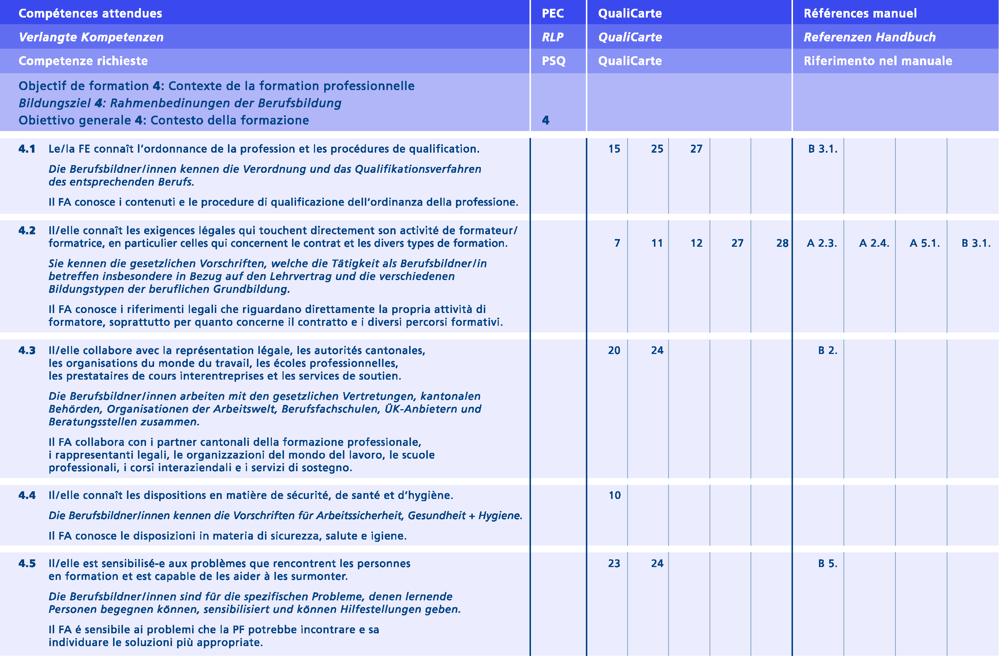 Compétences attendues PEC QualiCarte Références manuel
Verlangte Kompetenzen RLP QualiCarte Referenzen Handbuch
Competenze richieste PSQ QualiCarte Riferimento nel manuale
Objectif de formation 4: Contexte de la formation professionnelle
Bildungsziel 4: Rahmenbedinungen der Berufsbildung
Obiettivo generale 4: Contesto della formazione 4
4.1 Le/la FE connaît l’ordonnance de la profession et les procédures de qualification. 15 25 27 B 3.1.
Die Berufsbildner/innen kennen die Verordnung und das Qualifikationsverfahren
des entsprechenden Berufs.
Il FA conosce i contenuti e le procedure di qualificazione dell‘ordinanza della professione.
4.2 Il/elle connaît les exigences légales qui touchent directement son activité de formateur/
formatrice, en particulier celles qui concernent le contrat et les divers types de formation. 7 11 12 27 28 A 2.3. A 2.4. A 5.1. B 3.1.
Sie kennen die gesetzlichen Vorschriften, welche die Tätigkeit als Berufsbildner/in
betreffen insbesondere in Bezug auf den Lehrvertrag und die verschiedenen
Bildungstypen der beruflichen Grundbildung.
Il FA conosce i riferimenti legali che riguardano direttamente la propria attività di
formatore, soprattutto per quanto concerne il contratto e i diversi percorsi formativi.
4.3 Il/elle collabore avec la représentation légale, les autorités cantonales, 20 24 B 2.
les organisations du monde du travail, les écoles professionnelles,
les prestataires de cours interentreprises et les services de soutien.
Die Berufsbildner/innen arbeiten mit den gesetzlichen Vertretungen, kantonalen
Behörden, Organisationen der Arbeitswelt, Berufsfachschulen, ÜK-Anbietern und
Beratungsstellen zusammen.
Il FA collabora con i partner cantonali della formazione professionale,
i rappresentanti legali, le organizzazioni del mondo del lavoro, le scuole
professionali, i corsi interaziendali e i servizi di sostegno.
4.4 Il/elle connaît les dispositions en matière de sécurité, de santé et d’hygiène. 10
Die Berufsbildner/innen kennen die Vorschriften für Arbeitssicherheit, Gesundheit + Hygiene.
Il FA conosce le disposizioni in materia di sicurezza, salute e igiene.
4.5 Il/elle est sensibilisé-e aux problèmes que rencontrent les personnes 23 24 B 5.
en formation et est capable de les aider à les surmonter.
Die Berufsbildner/innen sind für die spezifischen Probleme, denen lernende
Personen begegnen können, sensibilisiert und können Hilfestellungen geben.
Il FA é sensibile ai problemi che la PF potrebbe incontrare e sa
individuare le soluzioni più appropriate.